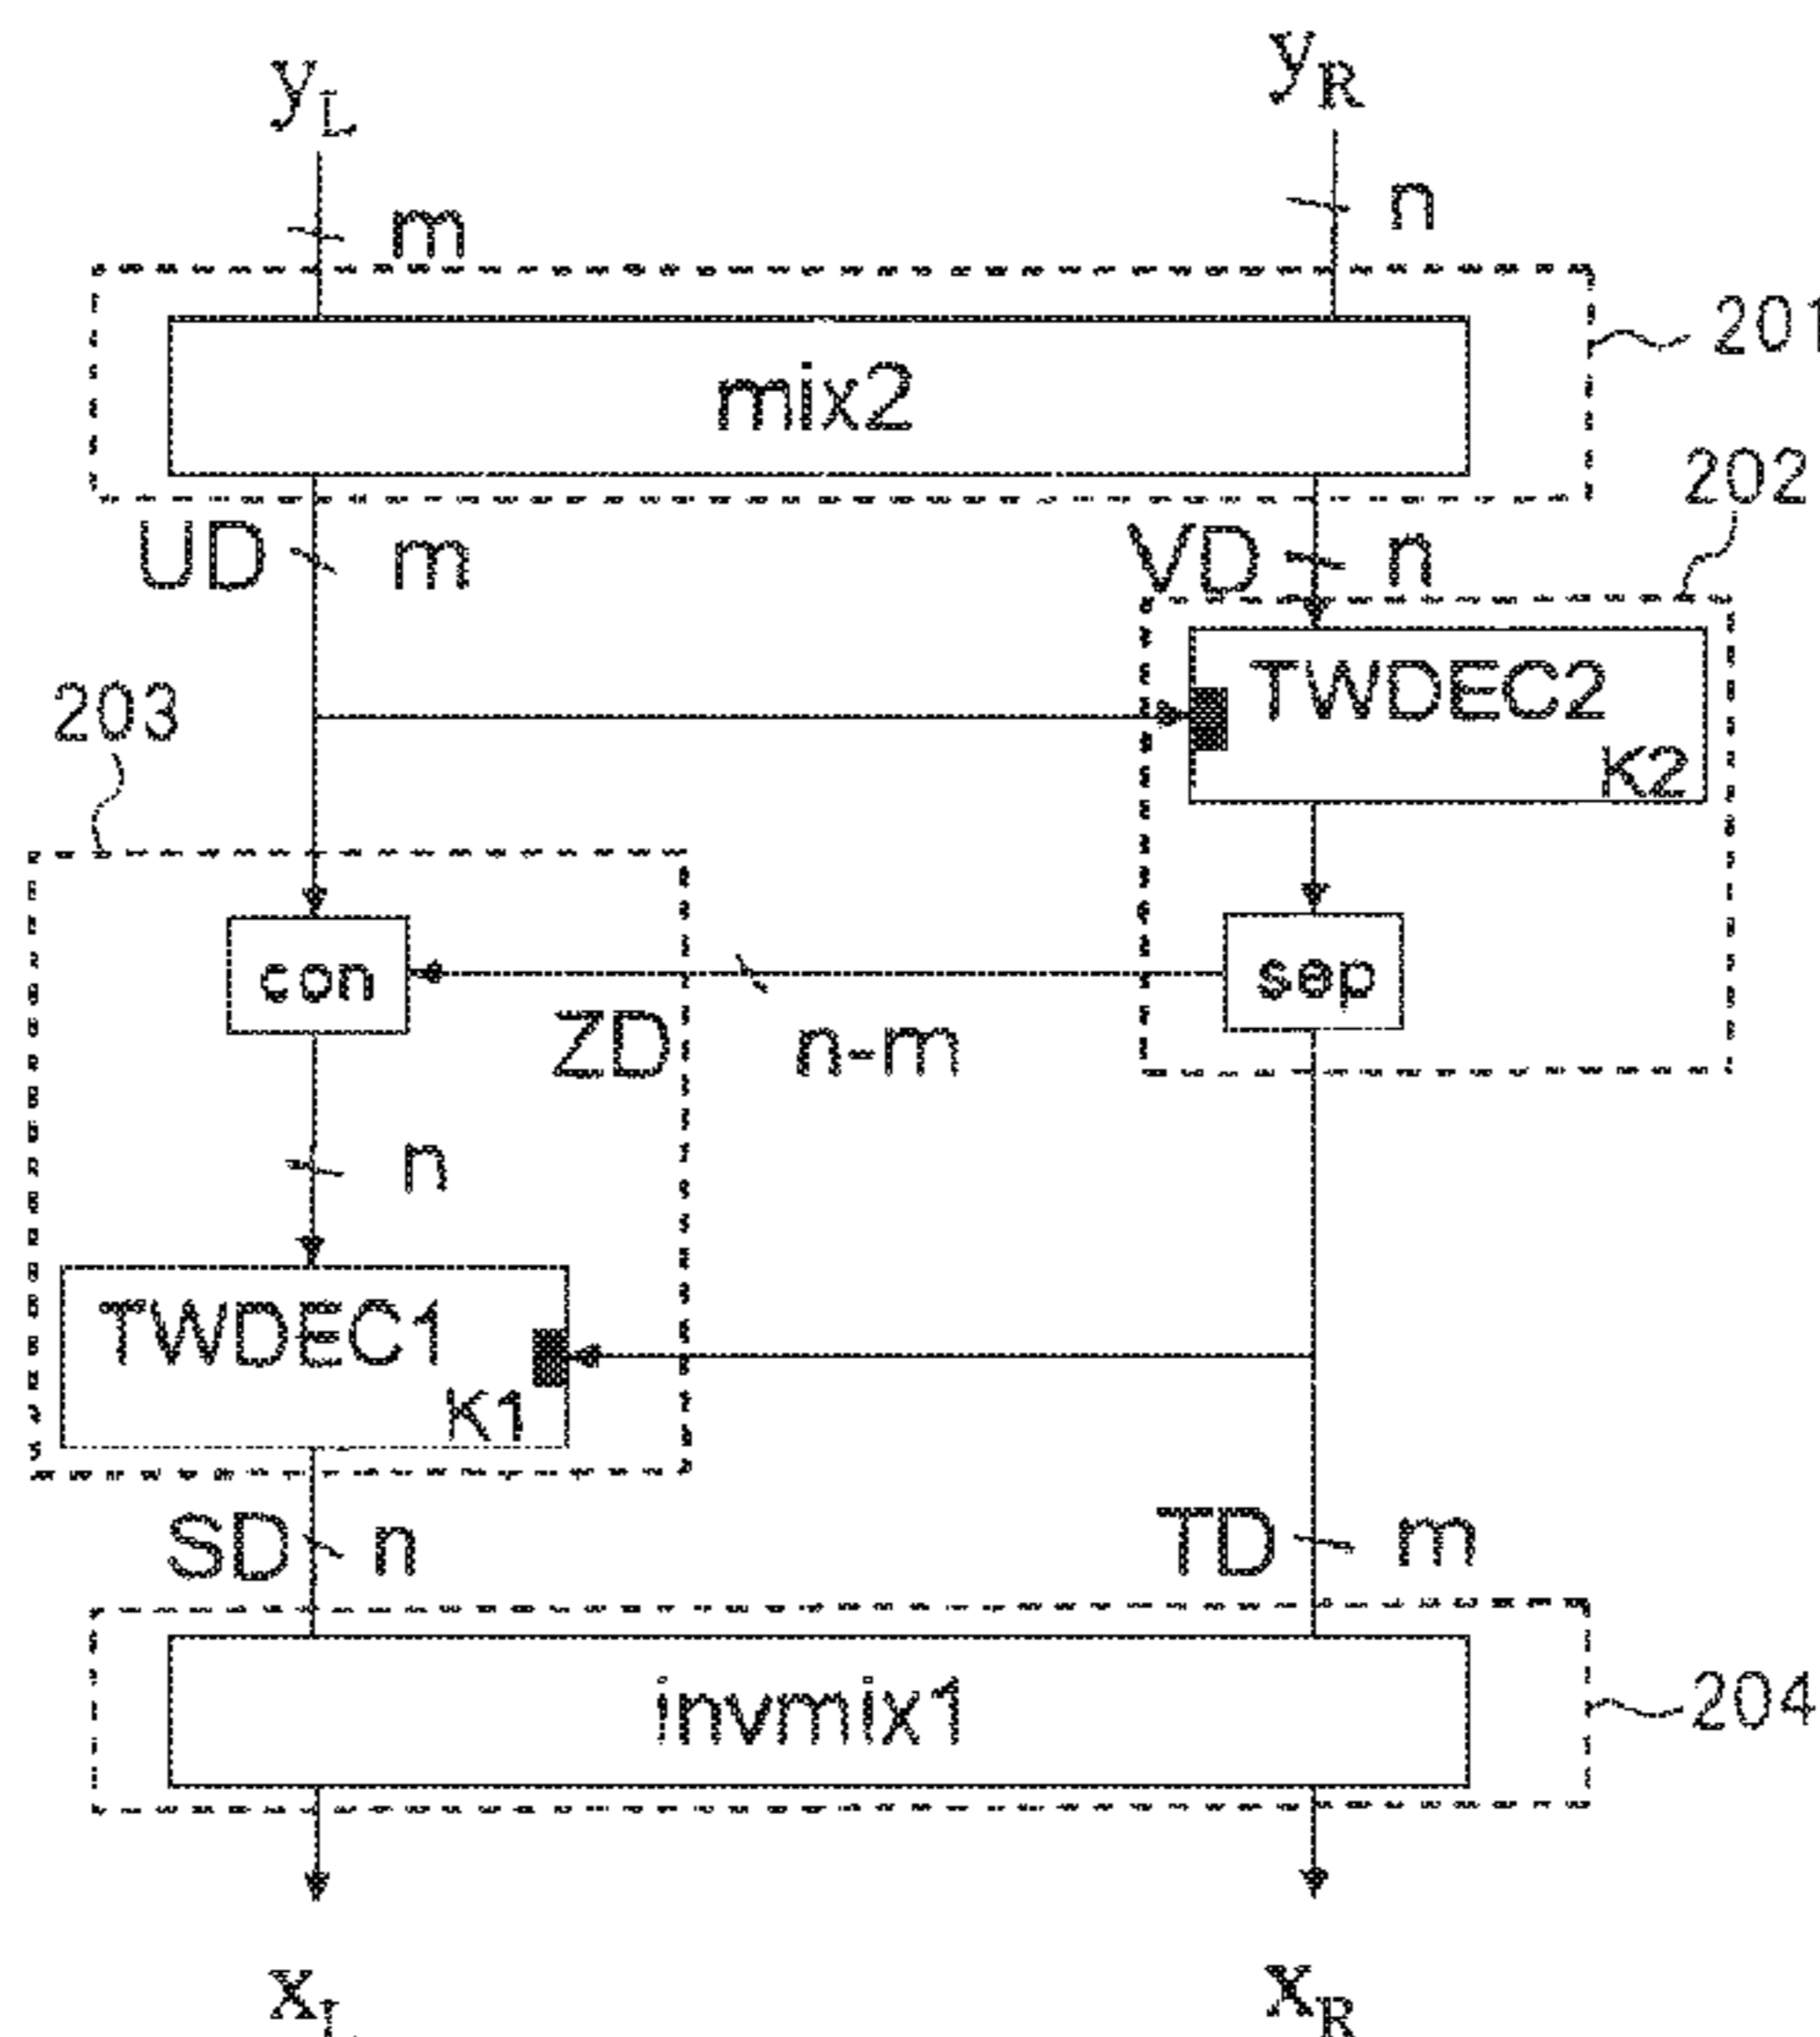 yL yR
m n
201
mix2
202
UD m VD n
203
TWDEC2
K2
con sep
ZD n-m
n
TWDEC1
K1
SD n TD m
invmix1
204
xL xR